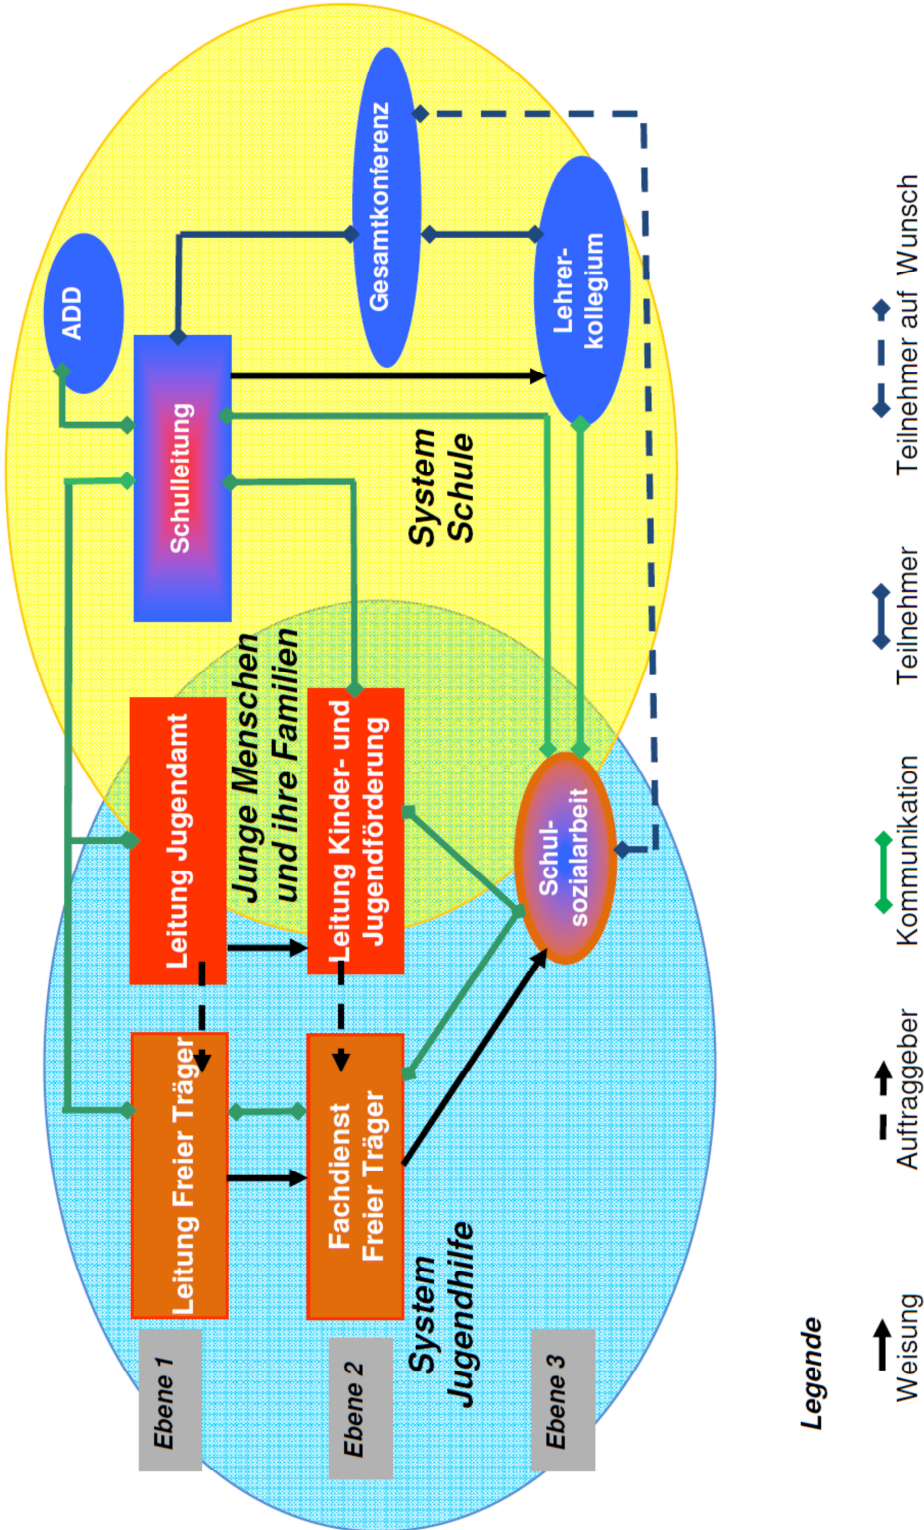 ADD
Ebene 1
Leitung Freier Träger
Leitung Jugendamt
Schulleitung
Junge Menschen
und ihre Familien
Ebene 2
Fachdienst
Freier Träger
Leitung Kinder- und
Jugendförderung
Gesamtkonferenz
System
Jugendhilfe
System
Schule
Ebene 3
Schul-
sozialarbeit
Lehrer-
kollegium
Legende
Weisung
Auftraggeber
Kommunikation
Teilnehmer
Teilnehmer auf Wunsch